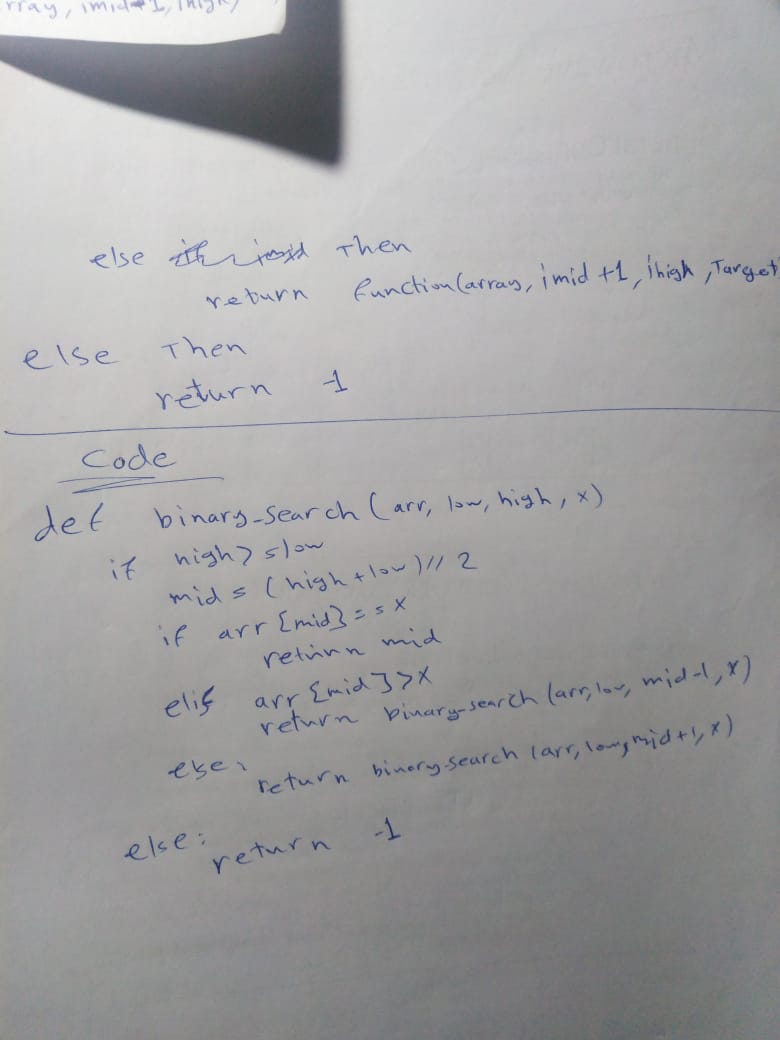 rray, imid+1, ihigh,
else Then
return function(array, imid +1, ihigh, Target
else Then
return -1
Code
def binary-search (arr, low, high, x)
if high>=low
mid = (high+low)//2
if arr [mid] == x
return mid
elif arr [mid] >x
return binary-search (arr, low, mid-1, x)
else:
return binary-search (arr, low, mid+1, x)
else:
return -1